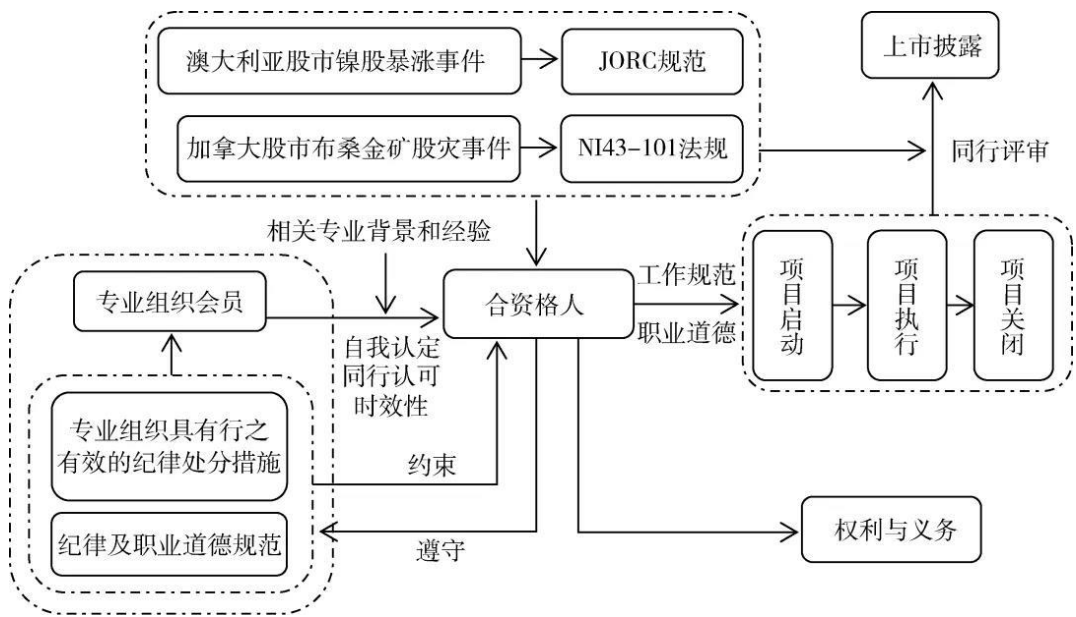 澳大利亚股市镍股暴涨事件
JORC规范
上市披露
加拿大股市布桑金矿股灾事件
NI43-101法规
同行评审
相关专业背景和经验
专业组织会员
合资格人
工作规范
职业道德
项目启动
项目执行
项目关闭
自我认定
同行认可
时效性
专业组织具有行之
有效的纪律处分措施
约束
纪律及职业道德规范
遵守
权利与义务